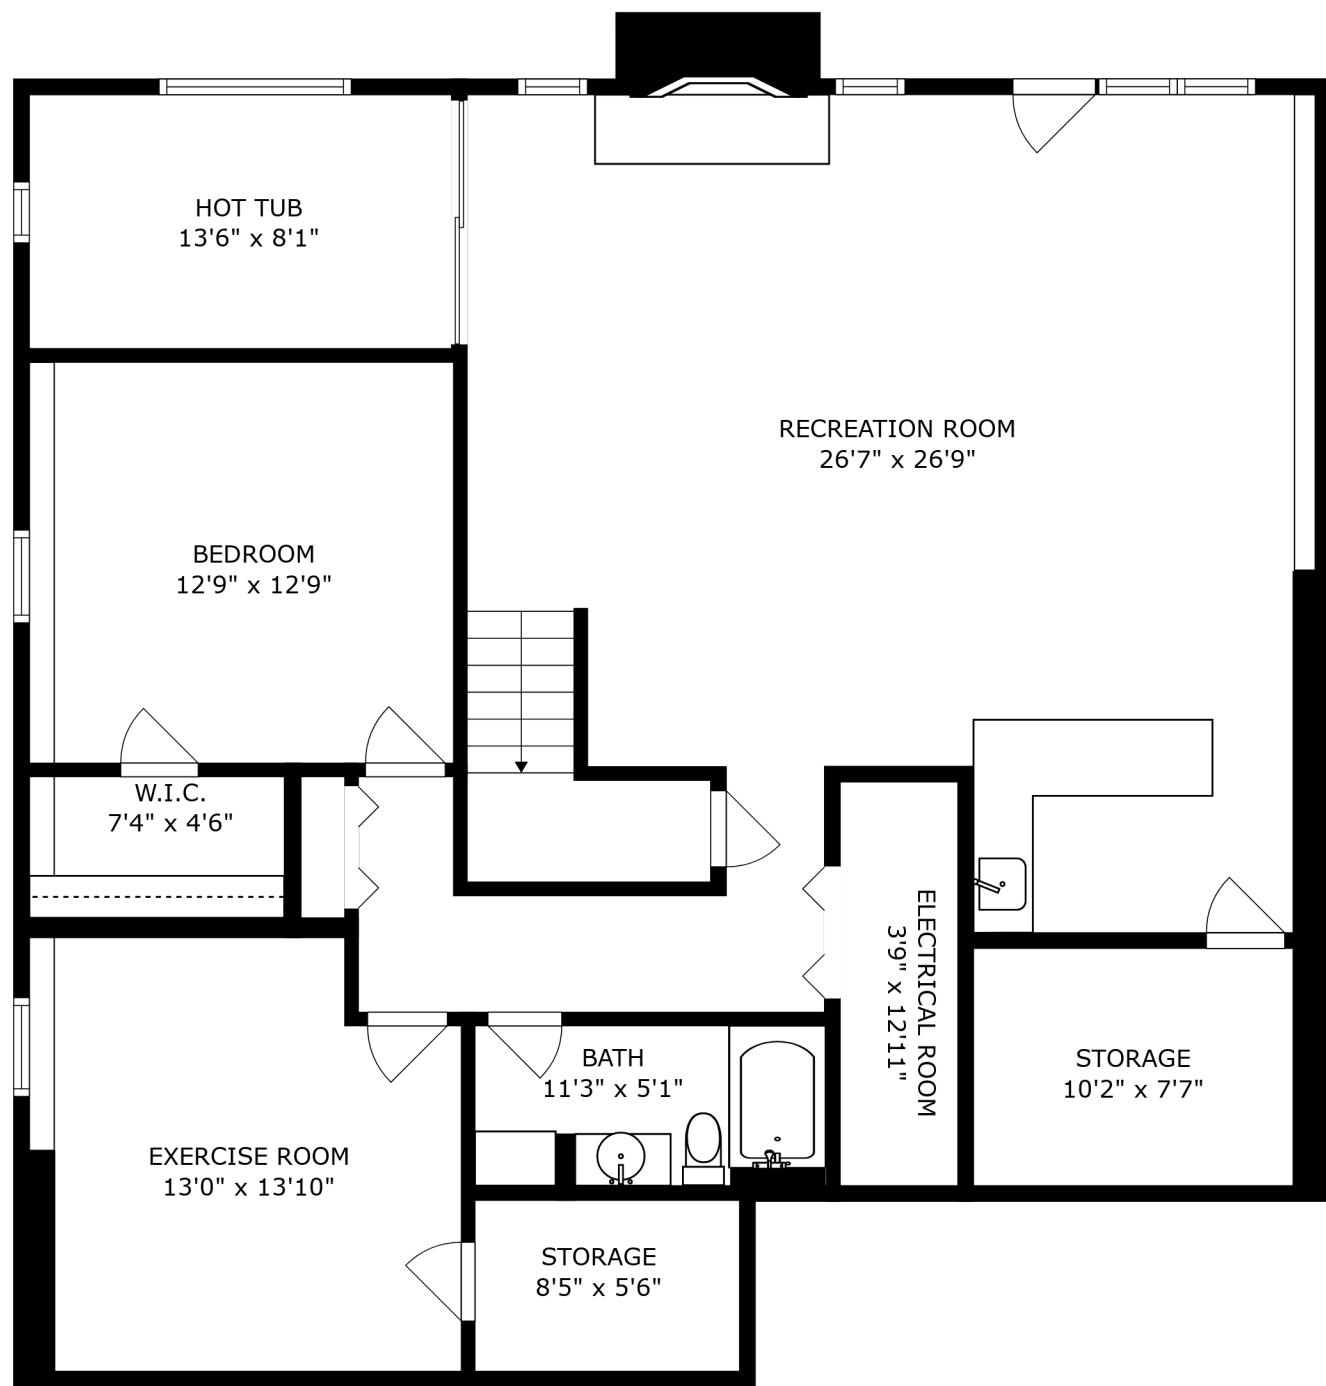 HOT TUB
13'6" x 8'1"
RECREATION ROOM
26'7" x 26'9"
BEDROOM
12'9" x 12'9"
W.I.C.
7'4" x 4'6"
ELECTRICAL ROOM
3'9" x 12'11"
BATH
11'3" x 5'1"
STORAGE
10'2" x 7'7"
EXERCISE ROOM
13'0" x 13'10"
STORAGE
8'5" x 5'6"